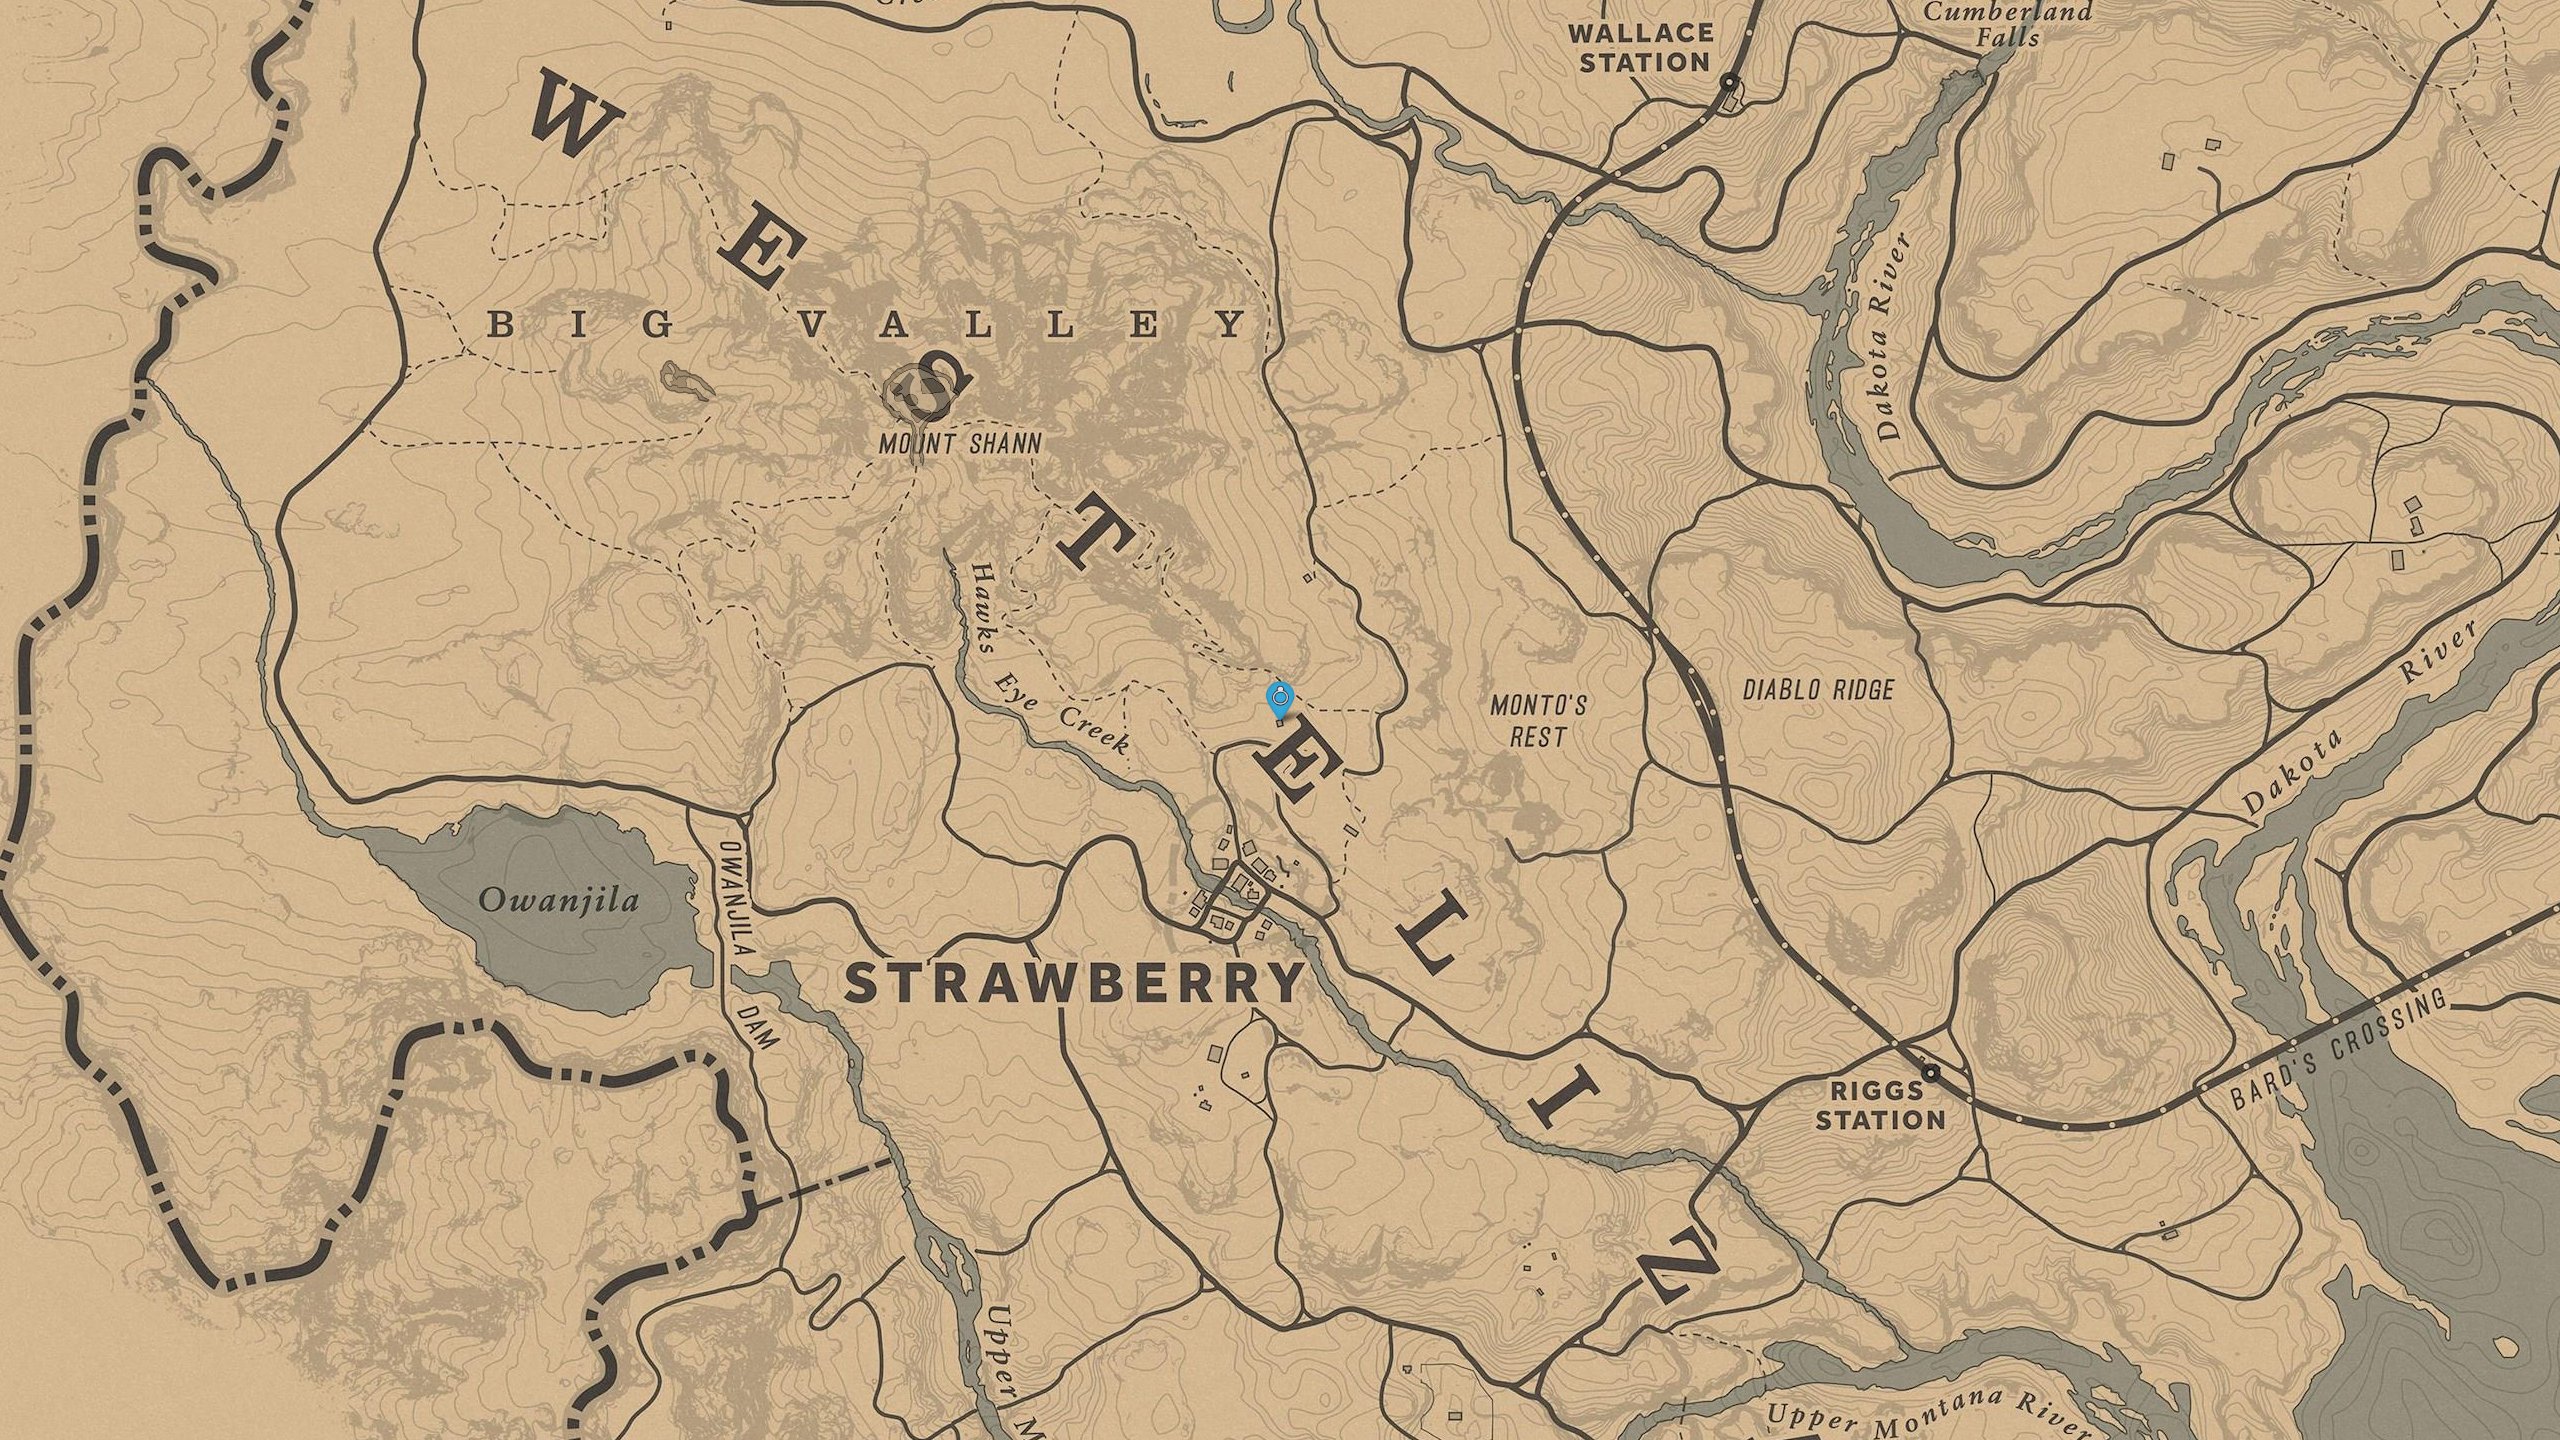 Cumberland
Falls
WALLACE
STATION
WEST ELIZ
BIG VALLEY
Dakota River
MOUNT SHANN
Hawks Eye Creek
MONTO'S
REST
DIABLO RIDGE
Dakota River
Owanjila
OWANJILA DAM
STRAWBERRY
RIGGS
STATION
BARD'S CROSSING
Upper M
Upper Montana River